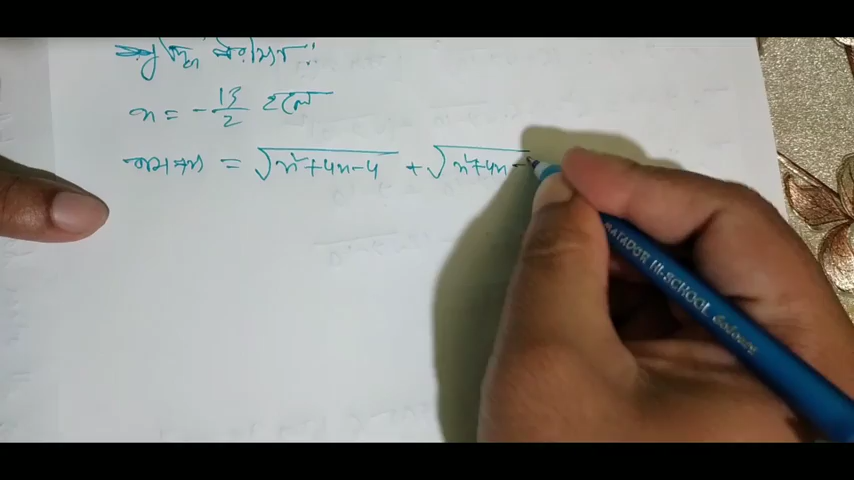 শুদ্ধি পরীক্ষা:
x = - 13/2 হলে
বামপক্ষ = √(x²+4x-4) + √(x²+4x-
MATADOR HI-SCHOOL